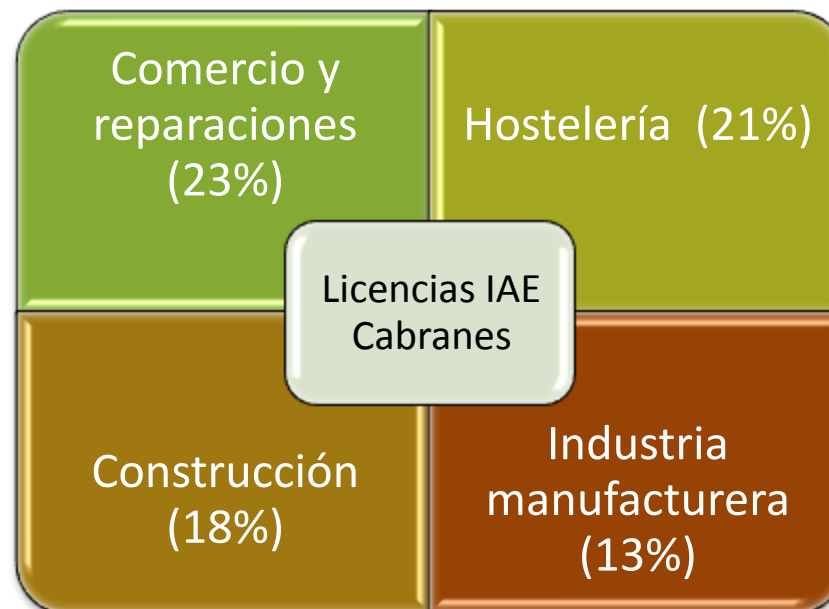 Comercio y
reparaciones
(23%)
Hostelería (21%)
Licencias IAE
Cabranes
Construcción
(18%)
Industria
manufacturera
(13%)